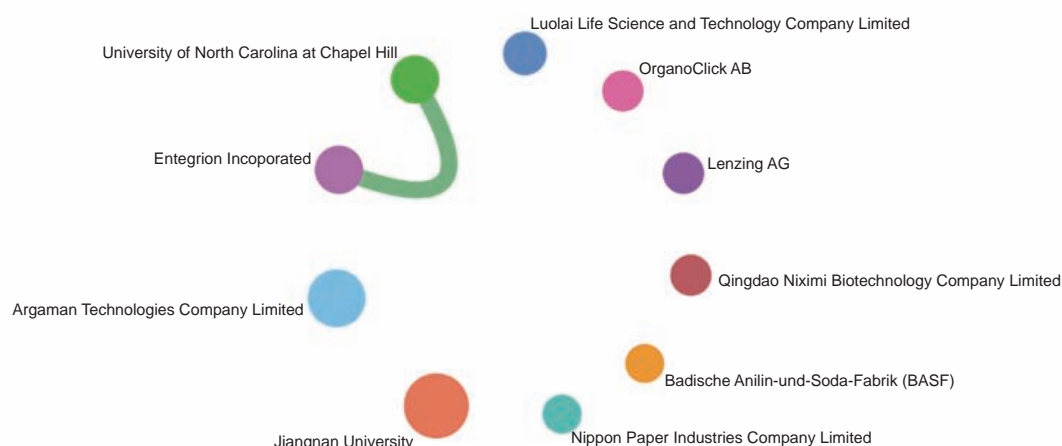 Luolai Life Science and Technology Company Limited
University of North Carolina at Chapel Hill
OrganoClick AB
Entegrion Incoporated
Lenzing AG
Qingdao Niximi Biotechnology Company Limited
Argaman Technologies Company Limited
Badische Anilin-und-Soda-Fabrik (BASF)
Jiangnan University
Nippon Paper Industries Company Limited